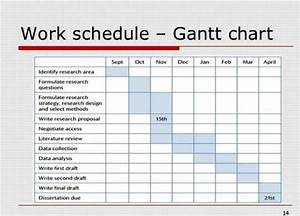 Work schedule – Gantt chart
Sept Oct Nov Dec Jan Feb Mar April
Identify research area
Formulate research
questions
Formulate research
strategy, research design
and select methods
Write research proposal 15th
Negotiate access
Literature review
Data collection
Data analysis
Write first draft
Write second draft
Write final draft
Dissertation due 21st
14